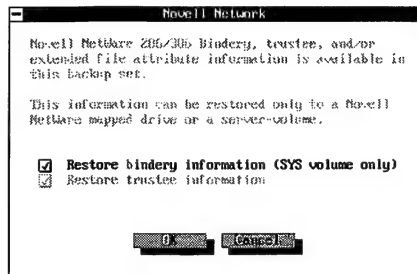 Novell Network
Novell NetWare 286/386 Bindery, trustee, and/or
extended file attribute information is available in
this backup set.
This information can be restored only to a Novell
NetWare mapped drive or a server-volume.
Restore bindery information (SYS volume only)
Restore trustee information
OK
Cancel